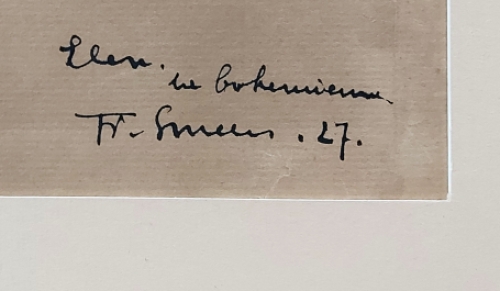 Elen.
la bohemienne.
Fr. Smeers . 27.